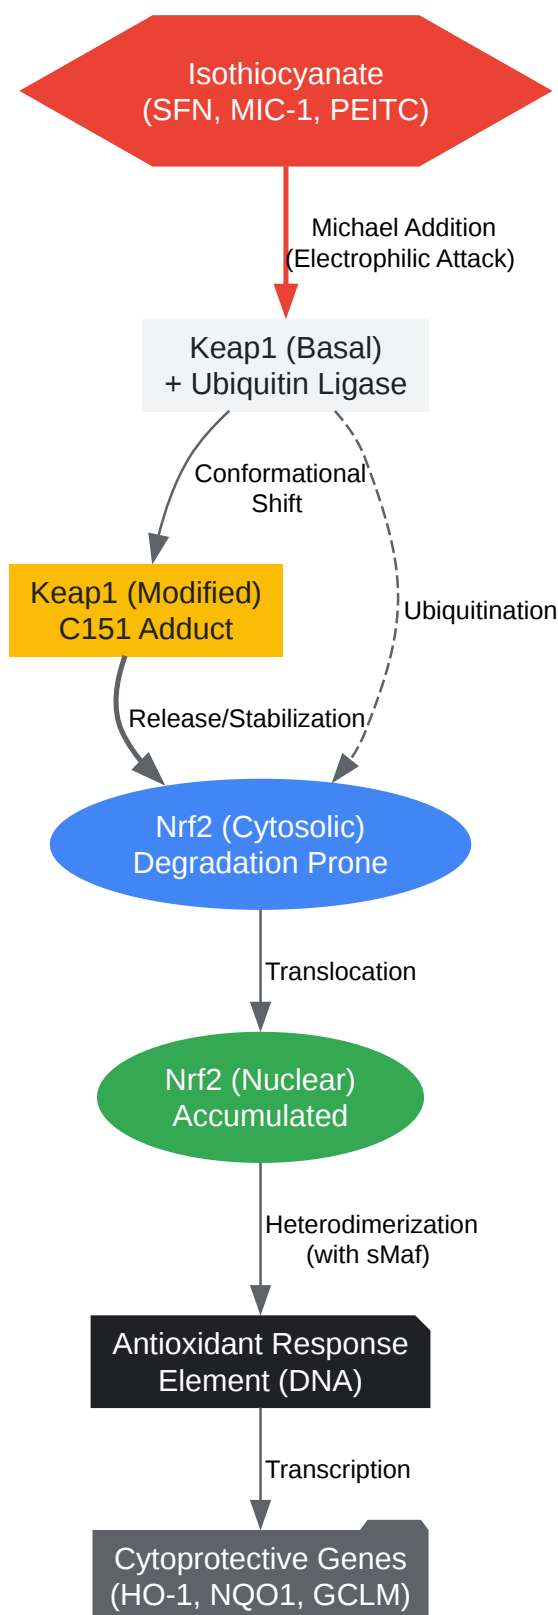 Isothiocyanate
(SFN, MIC-1, PEITC)
Michael Addition
(Electrophilic Attack)
Keap1 (Basal)
+ Ubiquitin Ligase
Conformational
Shift
Keap1 (Modified)
C151 Adduct
Ubiquitination
Release/Stabilization
Nrf2 (Cytosolic)
Degradation Prone
Translocation
Nrf2 (Nuclear)
Accumulated
Heterodimerization
(with sMaf)
Antioxidant Response
Element (DNA)
Transcription
Cytoprotective Genes
(HO-1, NQO1, GCLM)